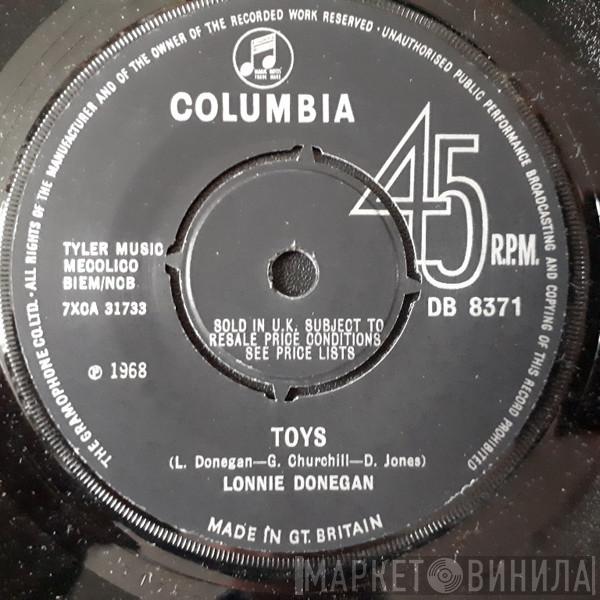 THE GRAMOPHONE CO. LTD. · ALL RIGHTS OF THE MANUFACTURER AND OF THE OWNER OF THE RECORDED WORK RESERVED · UNAUTHORISED PUBLIC PERFORMANCE BROADCASTING AND COPYING OF THIS RECORD PROHIBITED
COLUMBIA
45
R.P.M.
TYLER MUSIC
MECOLICO
BIEM/NCB
7XCA 31733
DB 8371
SOLD IN U.K. SUBJECT TO
RESALE PRICE CONDITIONS
SEE PRICE LISTS
℗ 1968
TOYS
(L. Donegan—G. Churchill—D. Jones)
LONNIE DONEGAN
MADE IN GT. BRITAIN
МАРКЕТ ВИНИЛА